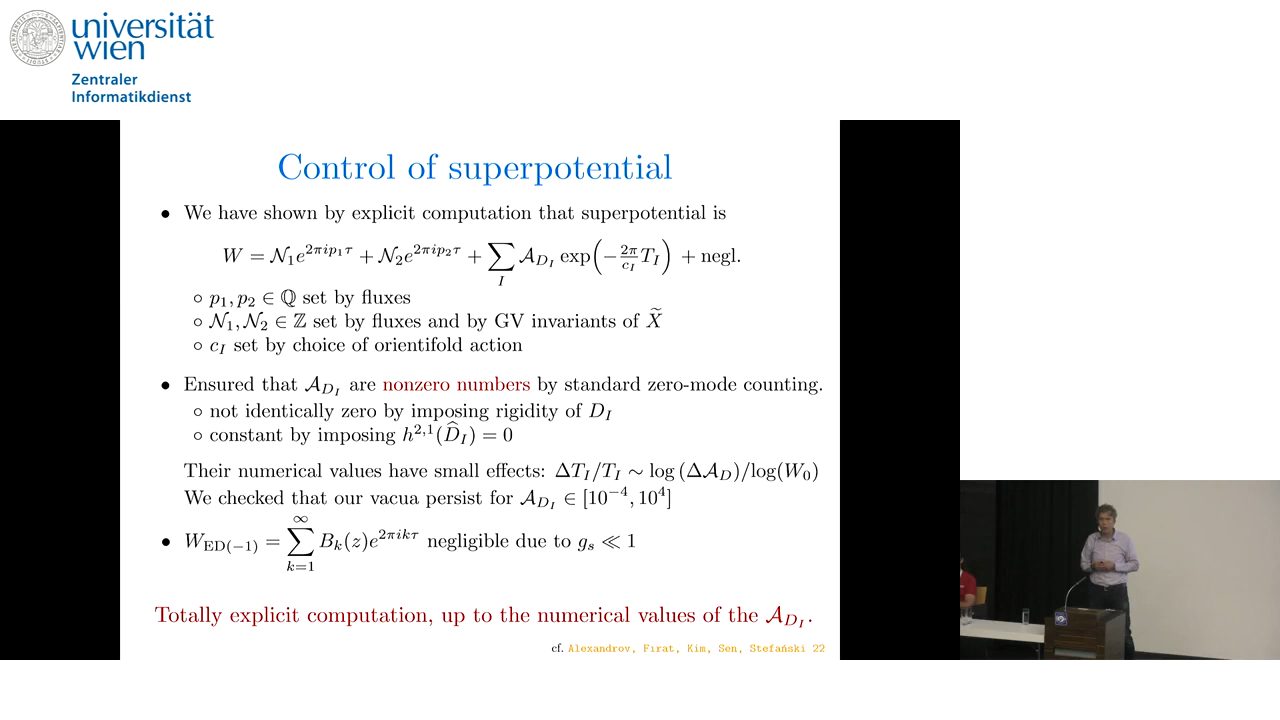 universität
wien
Zentraler
Informatikdienst
Control of superpotential
• We have shown by explicit computation that superpotential is
W = 𝒩₁e^{2πip₁τ} + 𝒩₂e^{2πip₂τ} + ∑_I 𝒜_{D_I} exp(−\frac{2π}{c_I}T_I) + negl.
∘ p₁, p₂ ∈ ℚ set by fluxes
∘ 𝒩₁, 𝒩₂ ∈ ℤ set by fluxes and by GV invariants of X̃
∘ c_I set by choice of orientifold action
• Ensured that 𝒜_{D_I} are nonzero numbers by standard zero-mode counting.
∘ not identically zero by imposing rigidity of D_I
∘ constant by imposing h^{2,1}(\widehat{D}_I) = 0
Their numerical values have small effects: ΔT_I/T_I ∼ log (Δ𝒜_D)/log(W₀)
We checked that our vacua persist for 𝒜_{D_I} ∈ [10^{−4}, 10^4]
• W_{ED(−1)} = ∑_{k=1}^{∞} B_k(z)e^{2πikτ} negligible due to g_s ≪ 1
Totally explicit computation, up to the numerical values of the 𝒜_{D_I}.
cf. Alexandrov, Fırat, Kim, Sen, Stefański 22